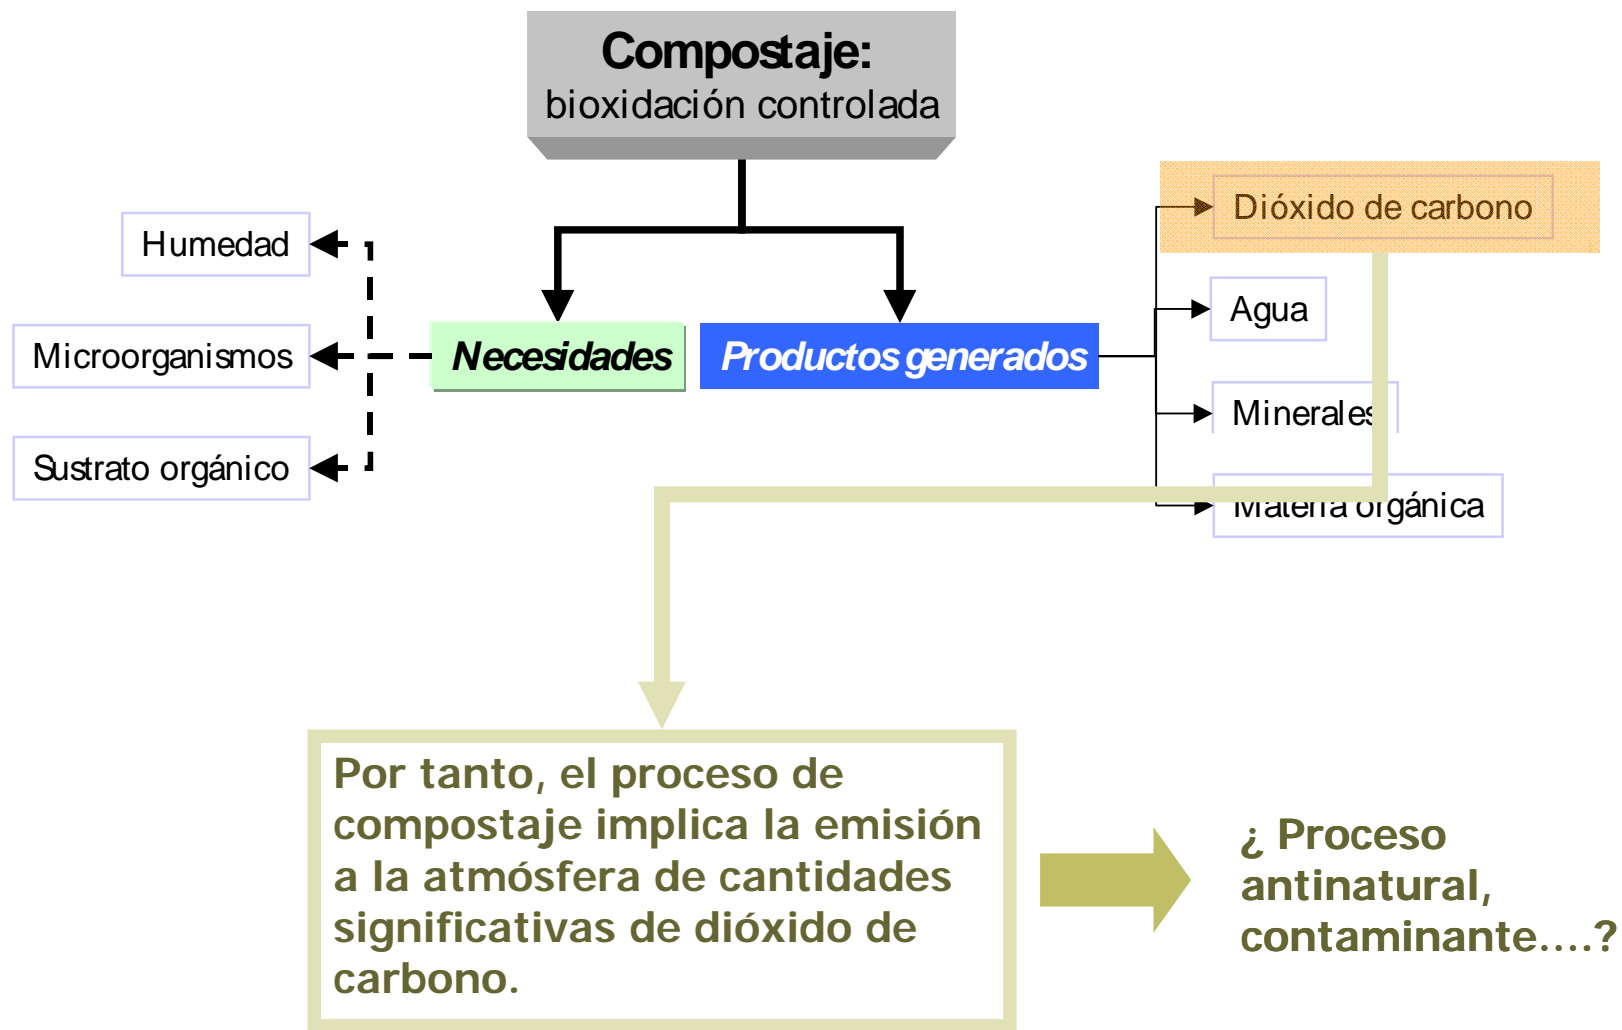 Compostaje:
bioxidación controlada
Dióxido de carbono
Humedad
Agua
Microorganismos
Necesidades
Productos generados
Minerales
Sustrato orgánico
Materia orgánica
Por tanto, el proceso de
compostaje implica la emisión
a la atmósfera de cantidades
significativas de dióxido de
carbono.
¿ Proceso
antinatural,
contaminante....?